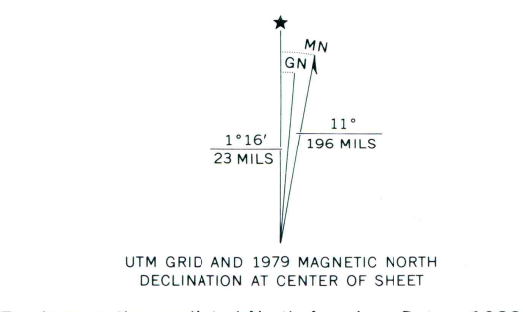 MN
GN
1°16'
23 MILS
11°
196 MILS
UTM GRID AND 1979 MAGNETIC NORTH
DECLINATION AT CENTER OF SHEET